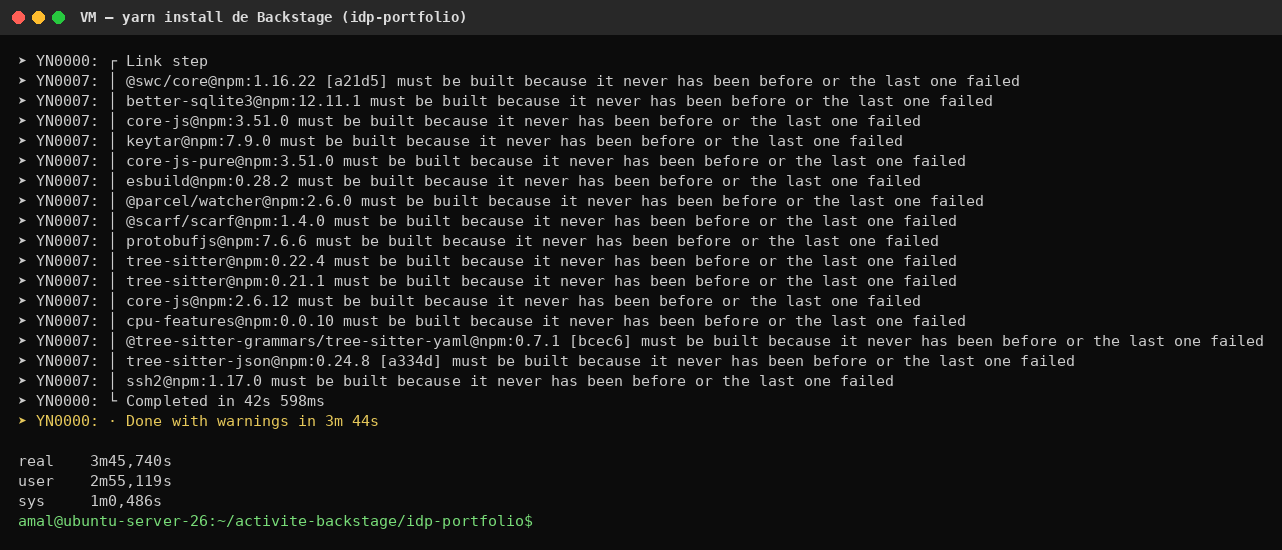 VM — yarn install de Backstage (idp-portfolio)
➤ YN0000: ┌ Link step
➤ YN0007: │ @swc/core@npm:1.16.22 [a21d5] must be built because it never has been before or the last one failed
➤ YN0007: │ better-sqlite3@npm:12.11.1 must be built because it never has been before or the last one failed
➤ YN0007: │ core-js@npm:3.51.0 must be built because it never has been before or the last one failed
➤ YN0007: │ keytar@npm:7.9.0 must be built because it never has been before or the last one failed
➤ YN0007: │ core-js-pure@npm:3.51.0 must be built because it never has been before or the last one failed
➤ YN0007: │ esbuild@npm:0.28.2 must be built because it never has been before or the last one failed
➤ YN0007: │ @parcel/watcher@npm:2.6.0 must be built because it never has been before or the last one failed
➤ YN0007: │ @scarf/scarf@npm:1.4.0 must be built because it never has been before or the last one failed
➤ YN0007: │ protobufjs@npm:7.6.6 must be built because it never has been before or the last one failed
➤ YN0007: │ tree-sitter@npm:0.22.4 must be built because it never has been before or the last one failed
➤ YN0007: │ tree-sitter@npm:0.21.1 must be built because it never has been before or the last one failed
➤ YN0007: │ core-js@npm:2.6.12 must be built because it never has been before or the last one failed
➤ YN0007: │ cpu-features@npm:0.0.10 must be built because it never has been before or the last one failed
➤ YN0007: │ @tree-sitter-grammars/tree-sitter-yaml@npm:0.7.1 [bcec6] must be built because it never has been before or the last one failed
➤ YN0007: │ tree-sitter-json@npm:0.24.8 [a334d] must be built because it never has been before or the last one failed
➤ YN0007: │ ssh2@npm:1.17.0 must be built because it never has been before or the last one failed
➤ YN0000: └ Completed in 42s 598ms
➤ YN0000: · Done with warnings in 3m 44s
real    3m45,740s
user    2m55,119s
sys     1m0,486s
amal@ubuntu-server-26:~/activite-backstage/idp-portfolio$